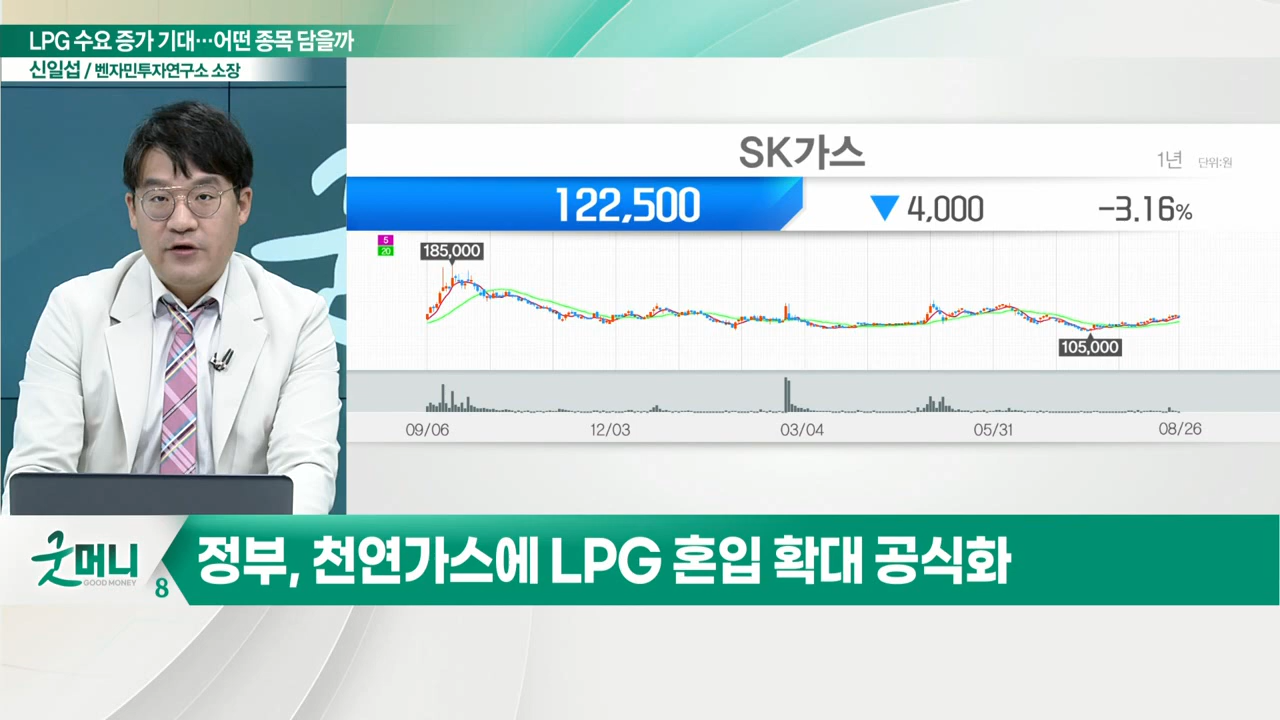 LPG 수요 증가 기대…어떤 종목 담을까
신일섭 / 벤자민투자연구소 소장
SK가스
1년 단위:원
122,500 ▼ 4,000 -3.16%
5
20
185,000
105,000
09/06 12/03 03/04 05/31 08/26
굿머니
GOOD MONEY
8
정부, 천연가스에 LPG 혼입 확대 공식화